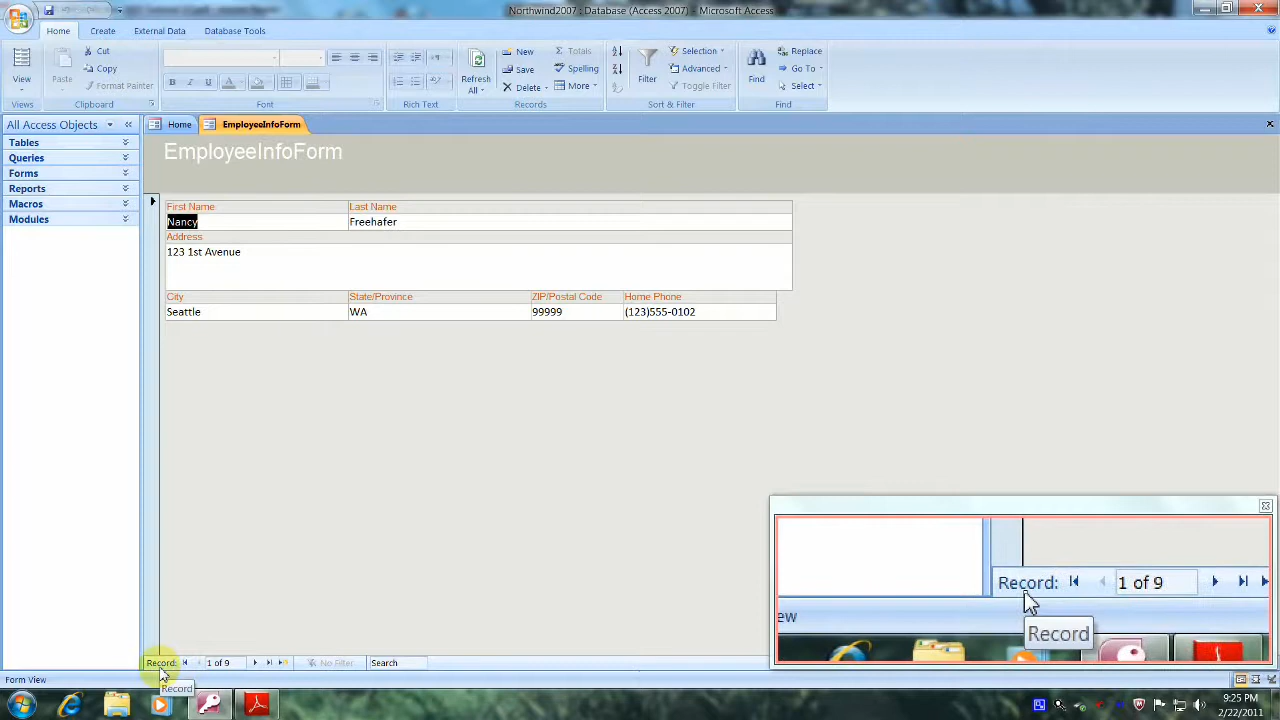 Northwind2007 : Database (Access 2007) - Microsoft Access
Home Create External Data Database Tools
View
Views
Paste
Cut
Copy
Format Painter
Clipboard
B I U A
Font
Rich Text
Refresh
All
New
Save
Delete
Totals
Spelling
More
Records
Filter
Selection
Advanced
Toggle Filter
Sort & Filter
Find
Replace
Go To
Select
Find
All Access Objects
Tables
Queries
Forms
Reports
Macros
Modules
Home EmployeeInfoForm
EmployeeInfoForm
First Name Last Name
Nancy Freehafer
Address
123 1st Avenue
City State/Province ZIP/Postal Code Home Phone
Seattle WA 99999 (123)555-0102
Record: 1 of 9
ew
Record
Record: 1 of 9 No Filter Search
Form View
Record
9:25 PM
2/22/2011